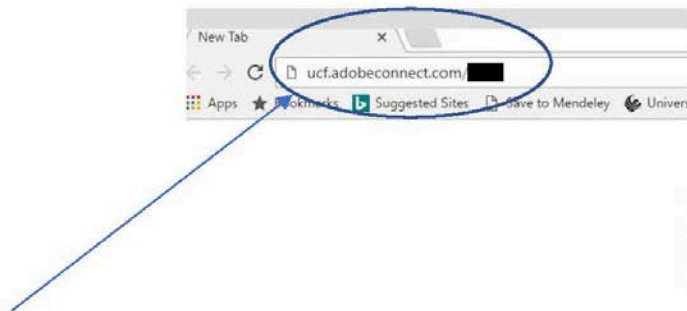 New Tab
ucf.adobeconnect.com/
Apps Bookmarks Suggested Sites Save to Mendeley Univers